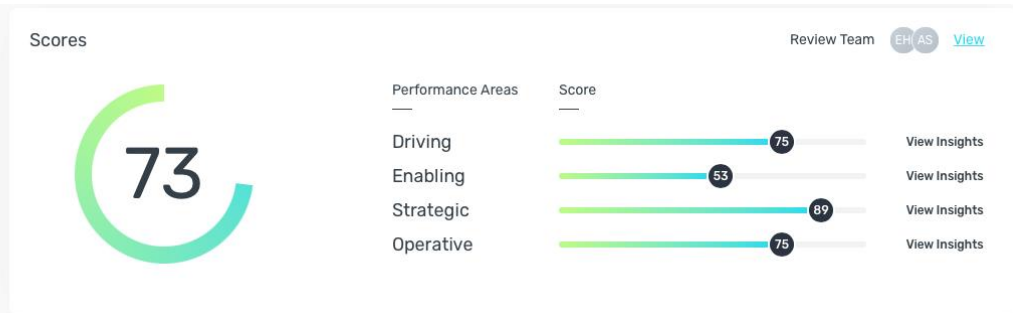 Scores
Review Team EH AS View
73
Performance Areas Score
Driving 75 View Insights
Enabling 53 View Insights
Strategic 89 View Insights
Operative 75 View Insights